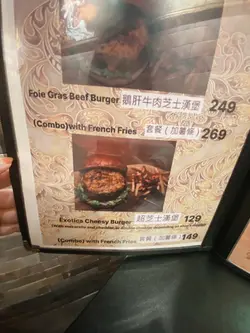 Foie Gras Beef Burger 鵝肝牛肉芝士漢堡 249
(Combo)with French Fries 套餐(加薯條) 269
Exotics Cheesy Burger 芝士漢堡 129
(Combo)with French Fries 套餐(加薯條) 149